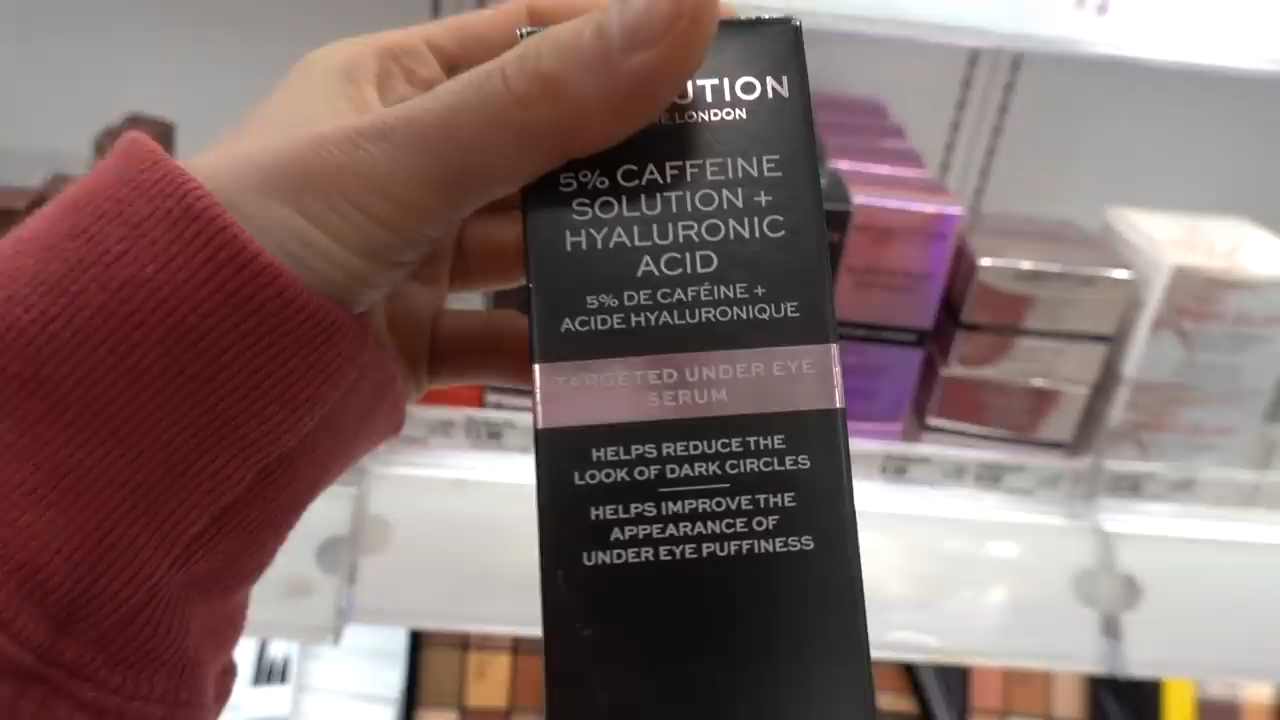 UTION
LONDON
5% CAFFEINE
SOLUTION +
HYALURONIC
ACID
5% DE CAFÉINE +
ACIDE HYALURONIQUE
TARGETED UNDER EYE
SERUM
HELPS REDUCE THE
LOOK OF DARK CIRCLES
HELPS IMPROVE THE
APPEARANCE OF
UNDER EYE PUFFINESS